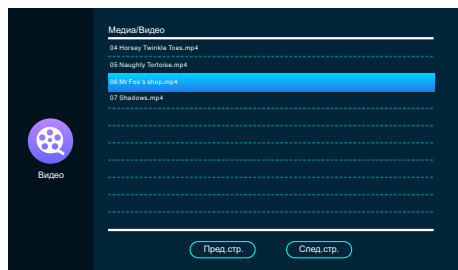 Медиа/Видео
04 Horsey Twinkle Toes.mp4
05 Naughty Tortoise.mp4
06 Mr Fox`s shop.mp4
07 Shadows.mp4
Видео
Пред.стр.
След.стр.